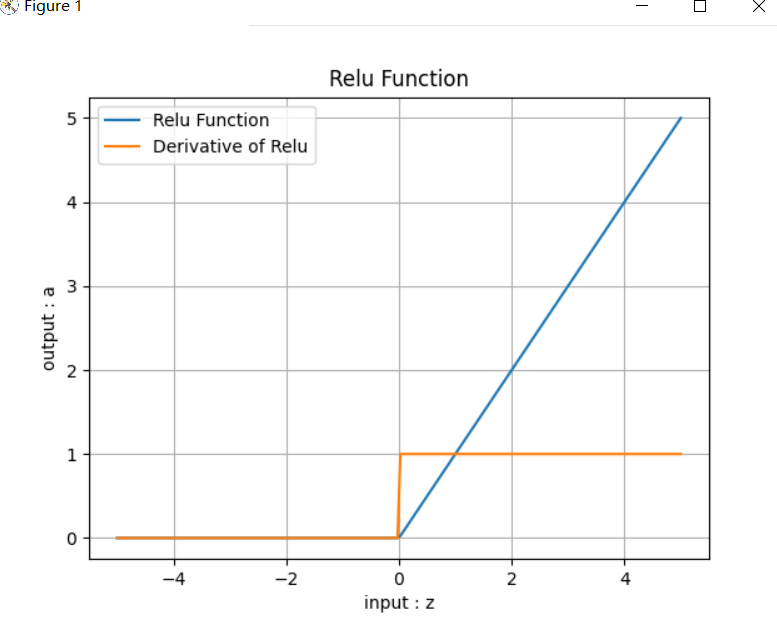 Figure 1
Relu Function
Relu Function
Derivative of Relu
5
4
3
2
1
0
output : a
−4 −2 0 2 4
input : z